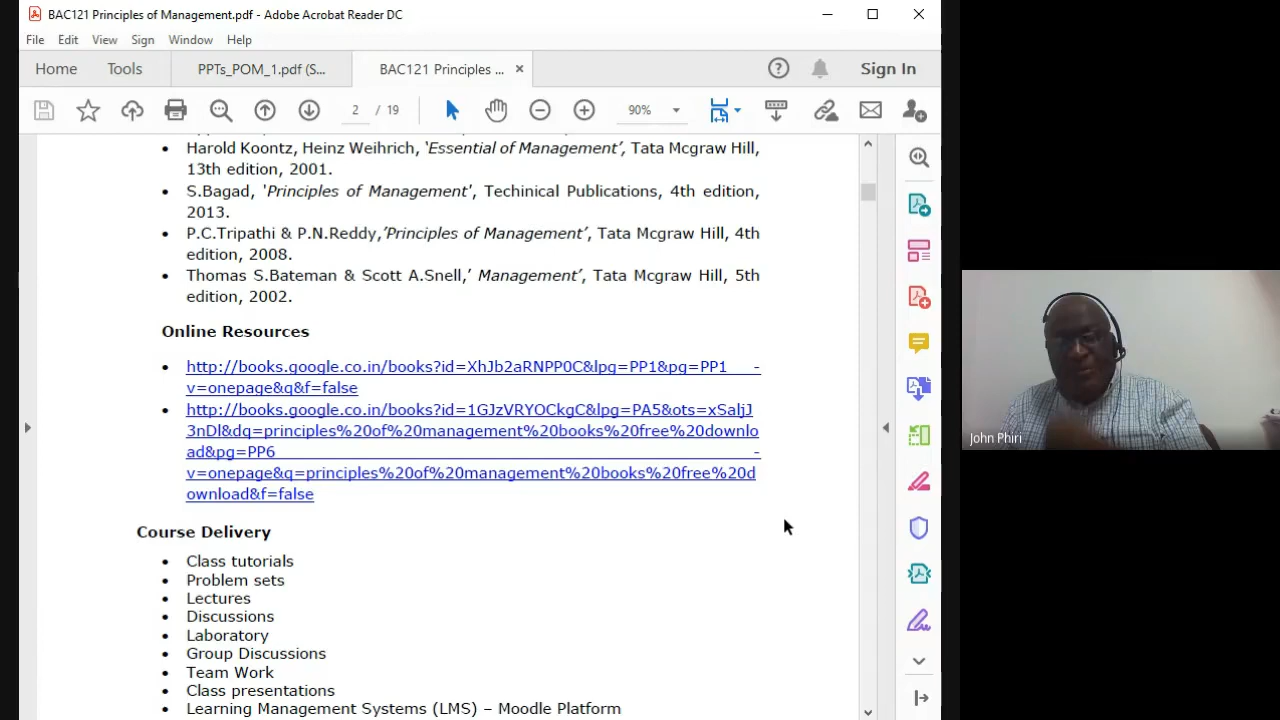 BAC121 Principles of Management.pdf - Adobe Acrobat Reader DC
File Edit View Sign Window Help
Home Tools PPTs_POM_1.pdf (S... BAC121 Principles ... Sign In
2 / 19 90%
• Harold Koontz, Heinz Weihrich, ‘Essential of Management’, Tata Mcgraw Hill,
13th edition, 2001.
• S.Bagad, 'Principles of Management', Techinical Publications, 4th edition,
2013.
• P.C.Tripathi & P.N.Reddy,’Principles of Management’, Tata Mcgraw Hill, 4th
edition, 2008.
• Thomas S.Bateman & Scott A.Snell,’ Management’, Tata Mcgraw Hill, 5th
edition, 2002.
Online Resources
• http://books.google.co.in/books?id=XhJb2aRNPP0C&lpg=PP1&pg=PP1 -
v=onepage&q&f=false
• http://books.google.co.in/books?id=1GJzVRYOCkgC&lpg=PA5&ots=xSaljJ
3nDl&dq=principles%20of%20management%20books%20free%20downlo
ad&pg=PP6 -
v=onepage&q=principles%20of%20management%20books%20free%20d
ownload&f=false
Course Delivery
• Class tutorials
• Problem sets
• Lectures
• Discussions
• Laboratory
• Group Discussions
• Team Work
• Class presentations
• Learning Management Systems (LMS) – Moodle Platform
John Phiri